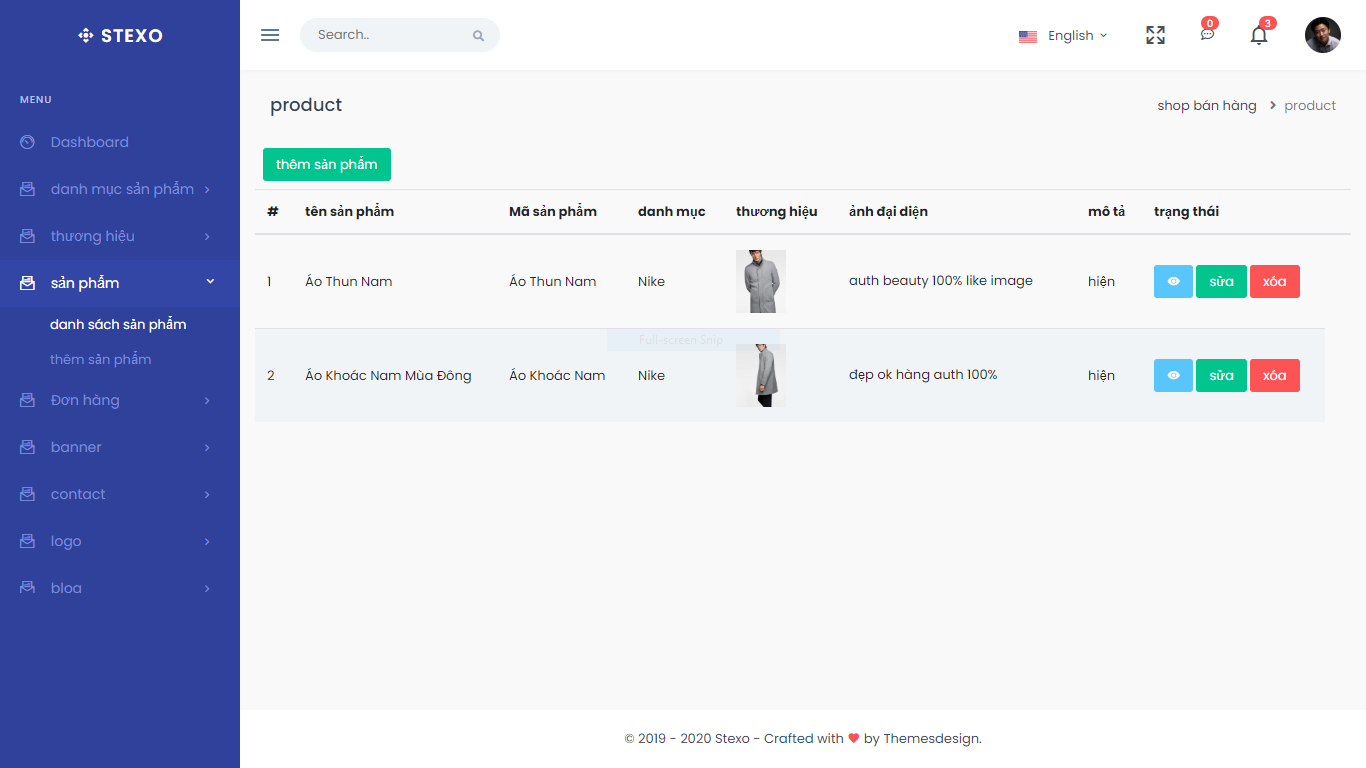 STEXO
Search..
English
0
3
MENU
Dashboard
danh mục sản phẩm
thương hiệu
sản phẩm
danh sách sản phẩm
thêm sản phẩm
Đơn hàng
banner
contact
logo
bloa
product
shop bán hàng > product
thêm sản phẩm
# tên sản phẩm Mã sản phẩm danh mục thương hiệu ảnh đại diện mô tả trạng thái
1 Áo Thun Nam Áo Thun Nam Nike auth beauty 100% like image hiện sửa xóa
Full-screen Snip
2 Áo Khoác Nam Mùa Đông Áo Khoác Nam Nike đẹp ok hàng auth 100% hiện sửa xóa
© 2019 - 2020 Stexo - Crafted with ❤ by Themesdesign.